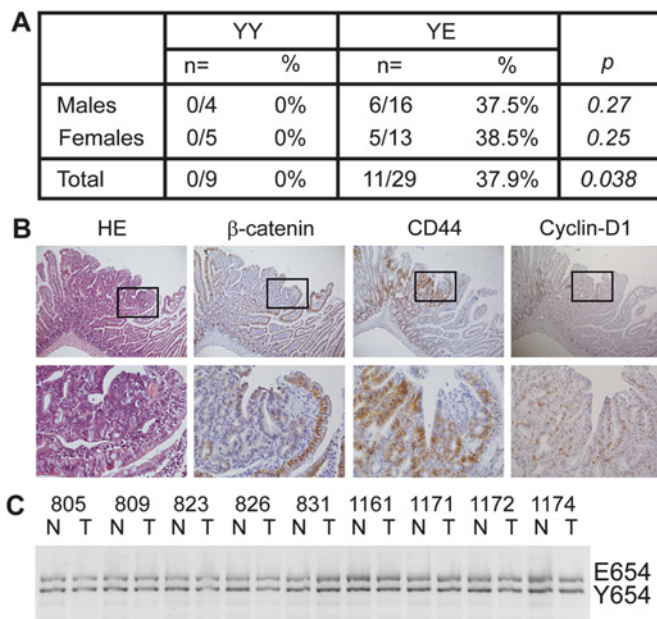 A
YY YE
n= % n= % p
Males 0/4 0% 6/16 37.5% 0.27
Females 0/5 0% 5/13 38.5% 0.25
Total 0/9 0% 11/29 37.9% 0.038
B HE β-catenin CD44 Cyclin-D1
C 805 809 823 826 831 1161 1171 1172 1174
N T N T N T N T N T N T N T N T N T
E654
Y654